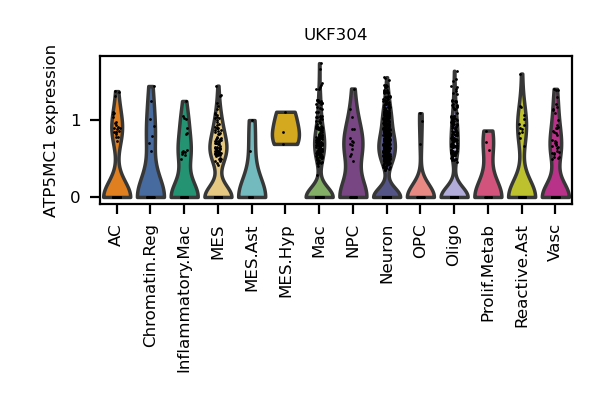 UKF304
ATP5MC1 expression
1
0
AC
Chromatin.Reg
Inflammatory.Mac
MES
MES.Ast
MES.Hyp
Mac
NPC
Neuron
OPC
Oligo
Prolif.Metab
Reactive.Ast
Vasc